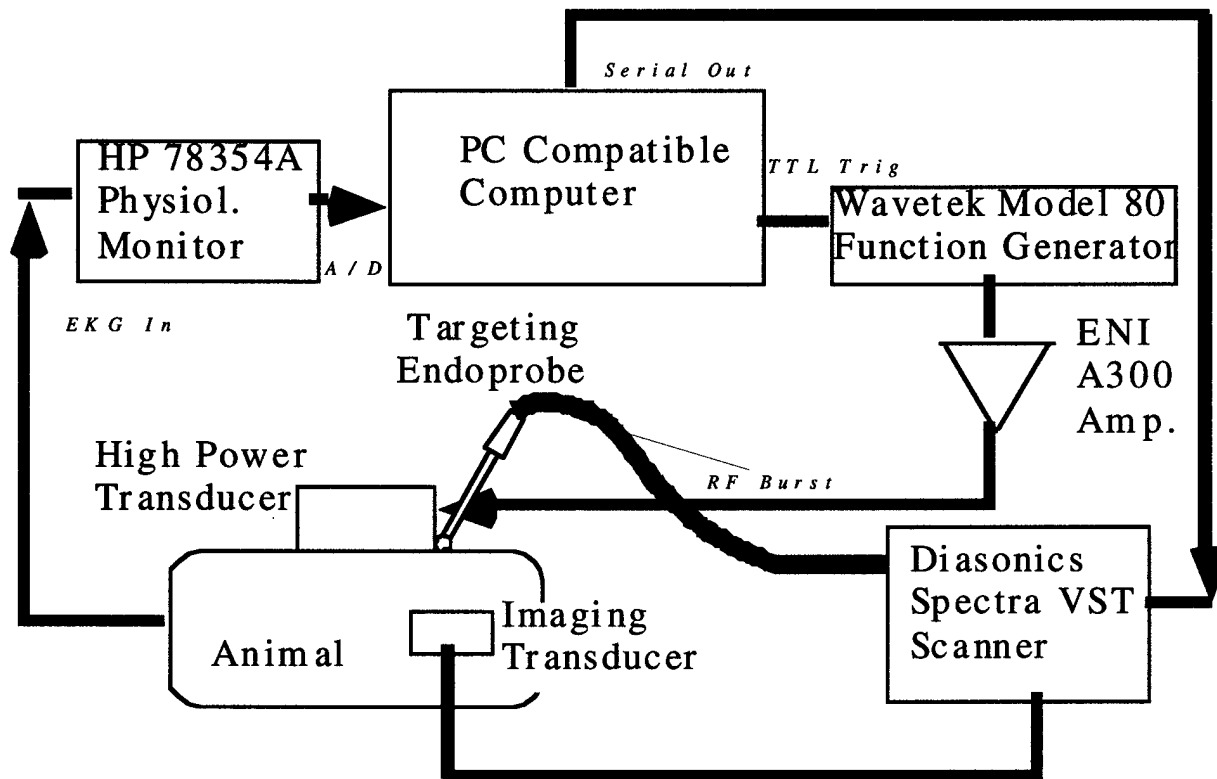 Serial Out
HP 78354A
Physiol.
Monitor
PC Compatible
Computer
TTL Trig
Wavetek Model 80
Function Generator
A/D
EKG In
Targeting
Endoprobe
ENI
A300
Amp.
High Power
Transducer
RF Burst
Diasonics
Spectra VST
Scanner
Imaging
Transducer
Animal